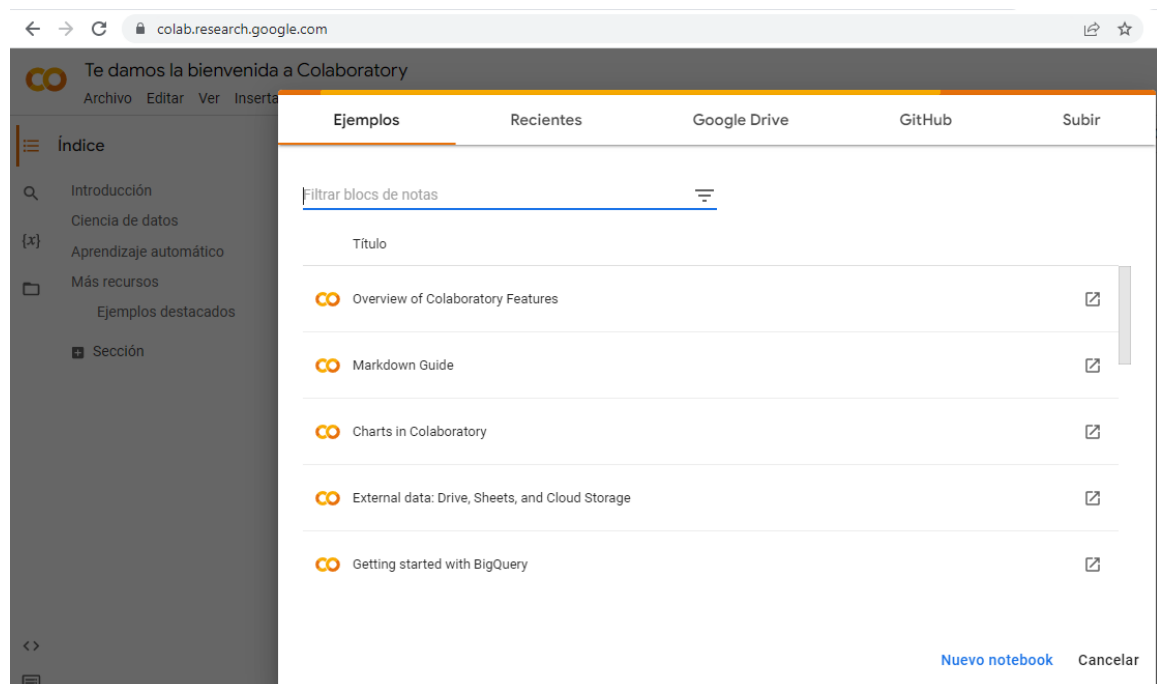 colab.research.google.com
Te damos la bienvenida a Colaboratory
Archivo Editar Ver Inserta
Ejemplos Recientes Google Drive GitHub Subir
Índice
Filtrar blocs de notas
Introducción
Ciencia de datos
{x}
Título
Aprendizaje automático
Más recursos
Overview of Colaboratory Features
Ejemplos destacados
Sección
Markdown Guide
Charts in Colaboratory
External data: Drive, Sheets, and Cloud Storage
Getting started with BigQuery
Nuevo notebook Cancelar